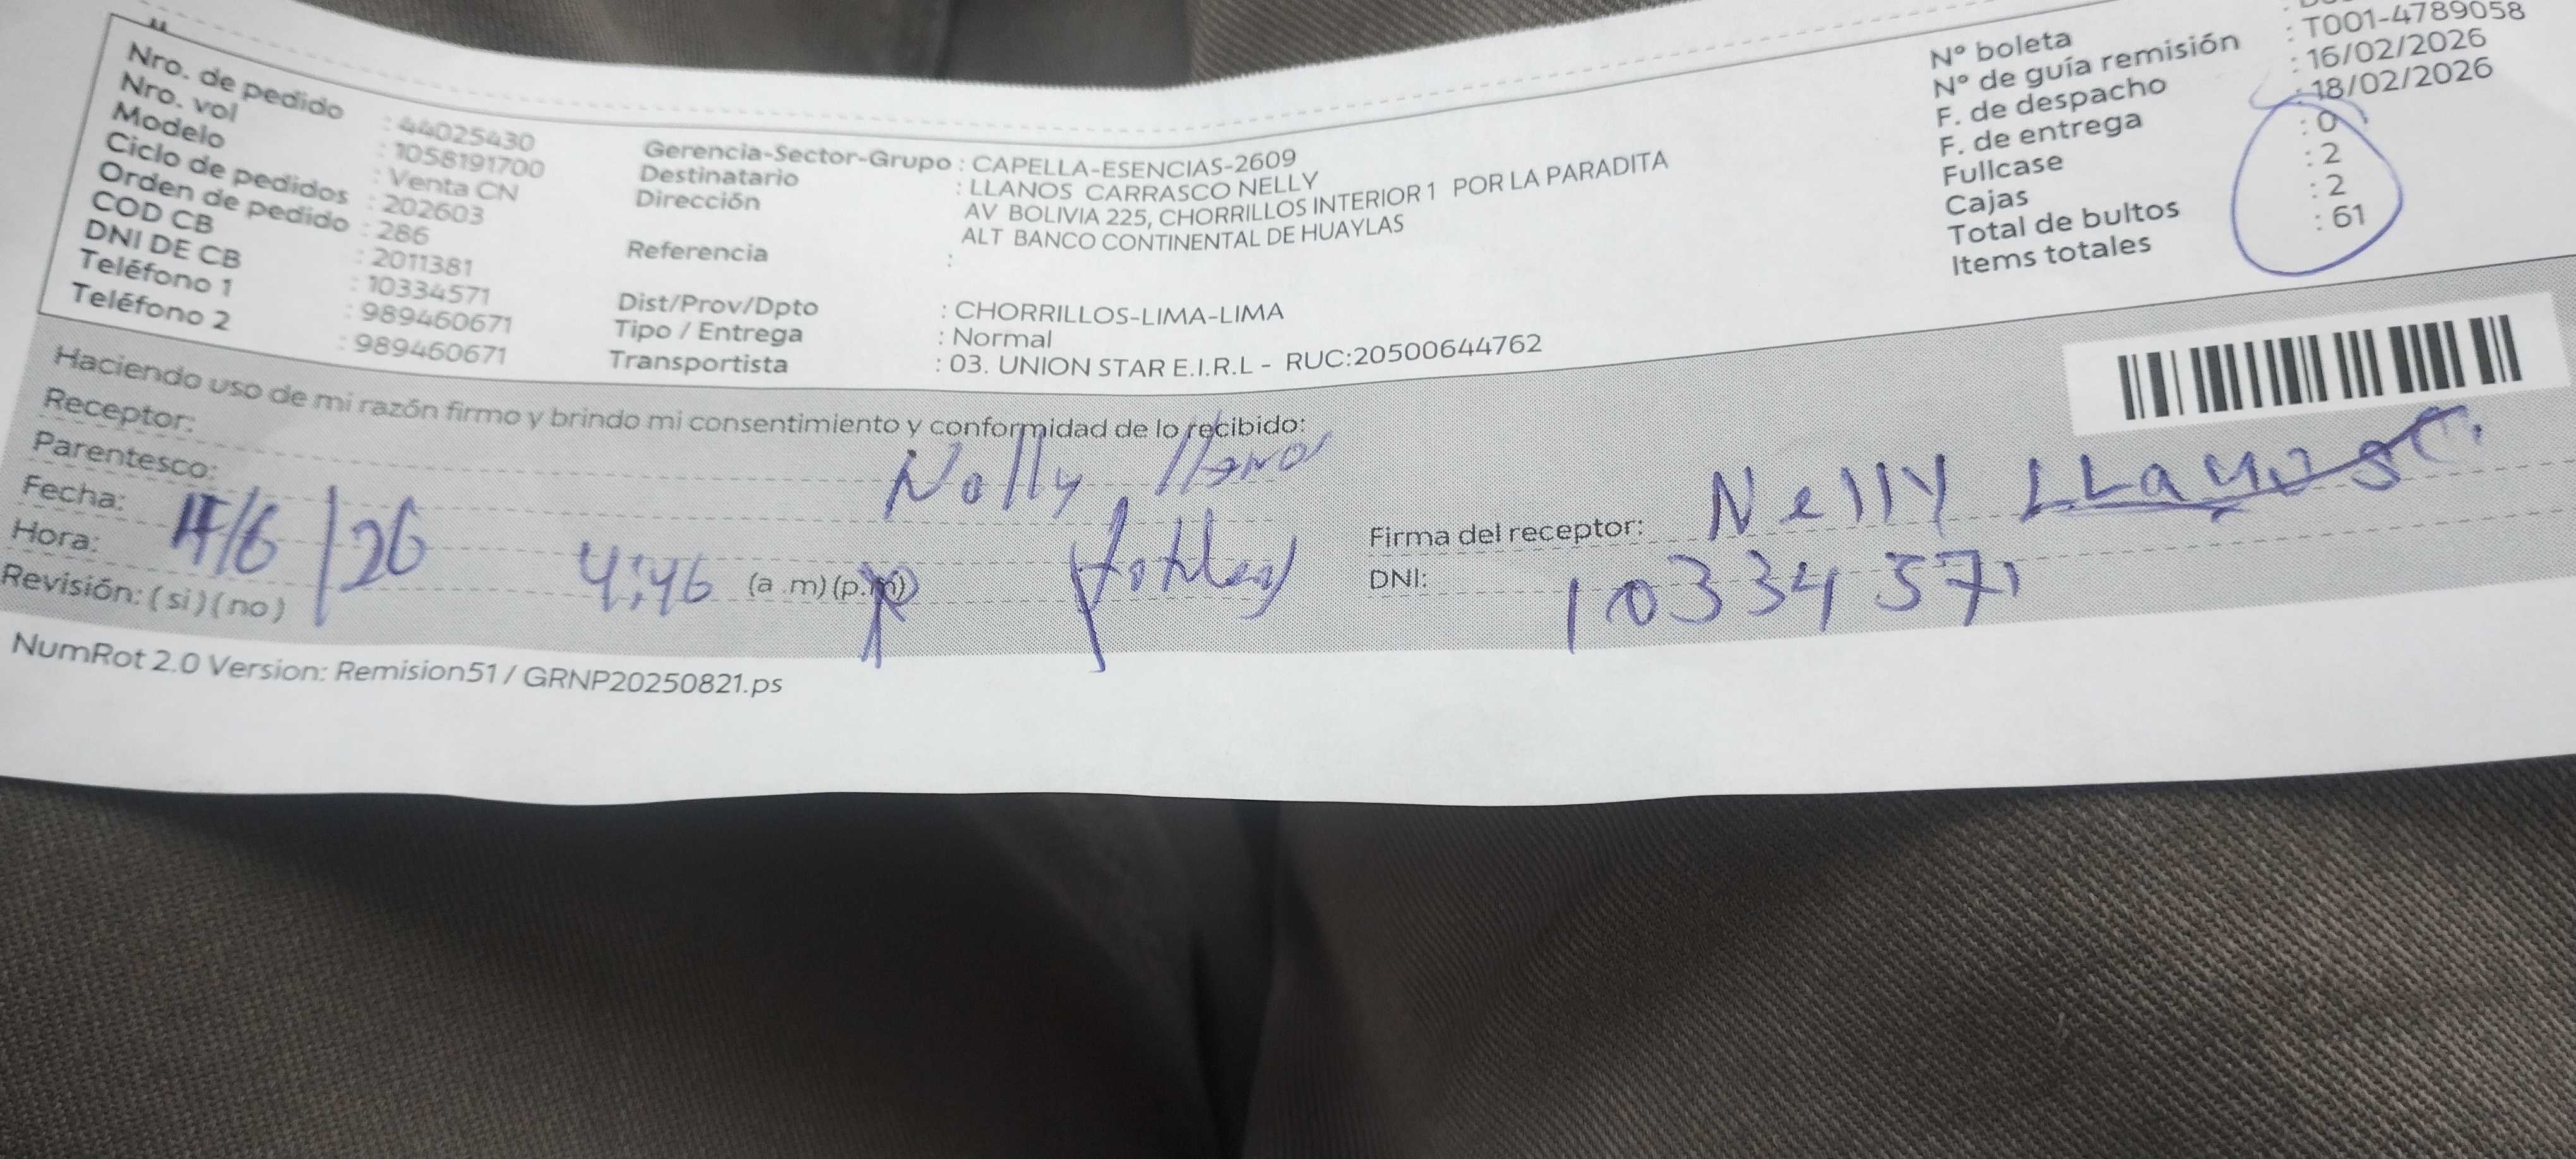 Nro. de pedido : 44025430
Nro. vol : 1058191700
Modelo : Venta CN
Ciclo de pedidos : 202603
Orden de pedido : 286
COD CB : 2011381
DNI DE CB : 10334571
Teléfono 1 : 989460671
Teléfono 2 : 989460671
Gerencia-Sector-Grupo : CAPELLA-ESENCIAS-2609
Destinatario : LLANOS CARRASCO NELLY
Dirección AV BOLIVIA 225, CHORRILLOS INTERIOR 1 POR LA PARADITA
ALT BANCO CONTINENTAL DE HUAYLAS
Referencia :
Dist/Prov/Dpto : CHORRILLOS-LIMA-LIMA
Tipo / Entrega : Normal
Transportista : 03. UNION STAR E.I.R.L - RUC:20500644762
N° boleta
N° de guía remisión : T001-4789058
F. de despacho : 16/02/2026
F. de entrega : 18/02/2026
Fullcase : 0
Cajas : 2
Total de bultos : 2
Items totales : 61
Haciendo uso de mi razón firmo y brindo mi consentimiento y conformidad de lo recibido:
Receptor: Nelly
Parentesco:
Fecha: /26
Hora: 4:46 (a .m) (p.m)
Revisión: ( si ) ( no )
Firma del receptor: Nelly LLanos C.
DNI: 10334571
NumRot 2.0 Version: Remision51 / GRNP20250821.ps